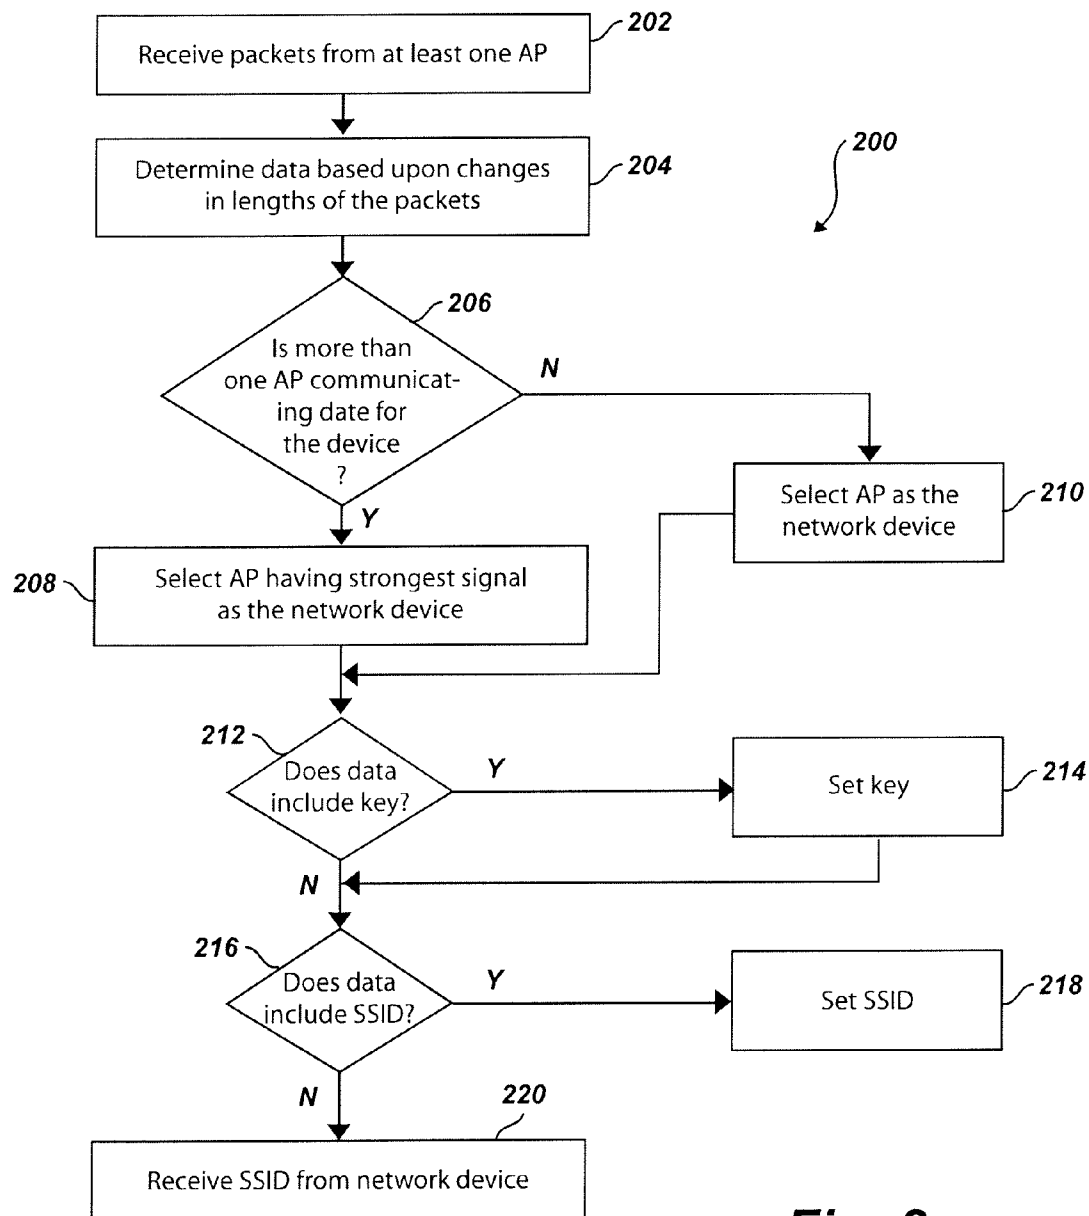 202
Receive packets from at least one AP
200
Determine data based upon changes
in lengths of the packets
204
206
Is more than
one AP communicat-
ing date for
the device
?
N
Y
Select AP as the
network device
210
208
Select AP having strongest signal
as the network device
212
Does data
include key?
Y
Set key
214
N
216
Does data
include SSID?
Y
Set SSID
218
N
220
Receive SSID from network device